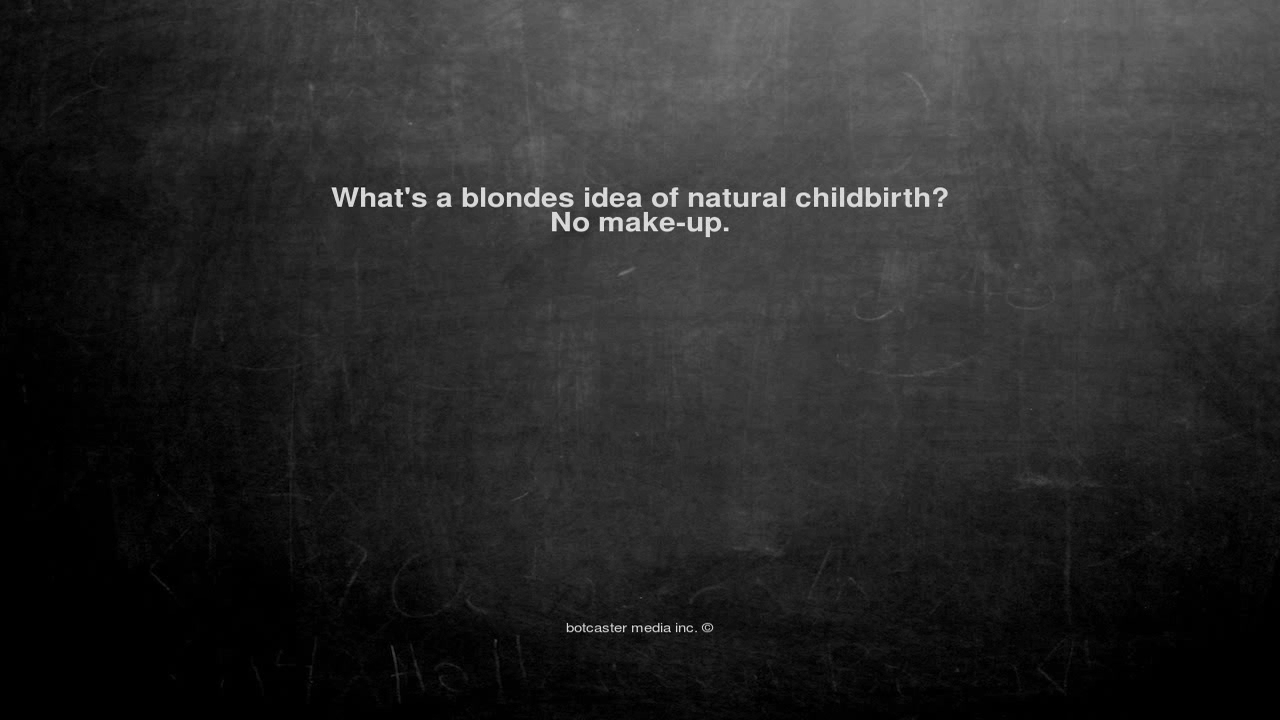 What's a blondes idea of natural childbirth?
No make-up.
botcaster media inc. ©